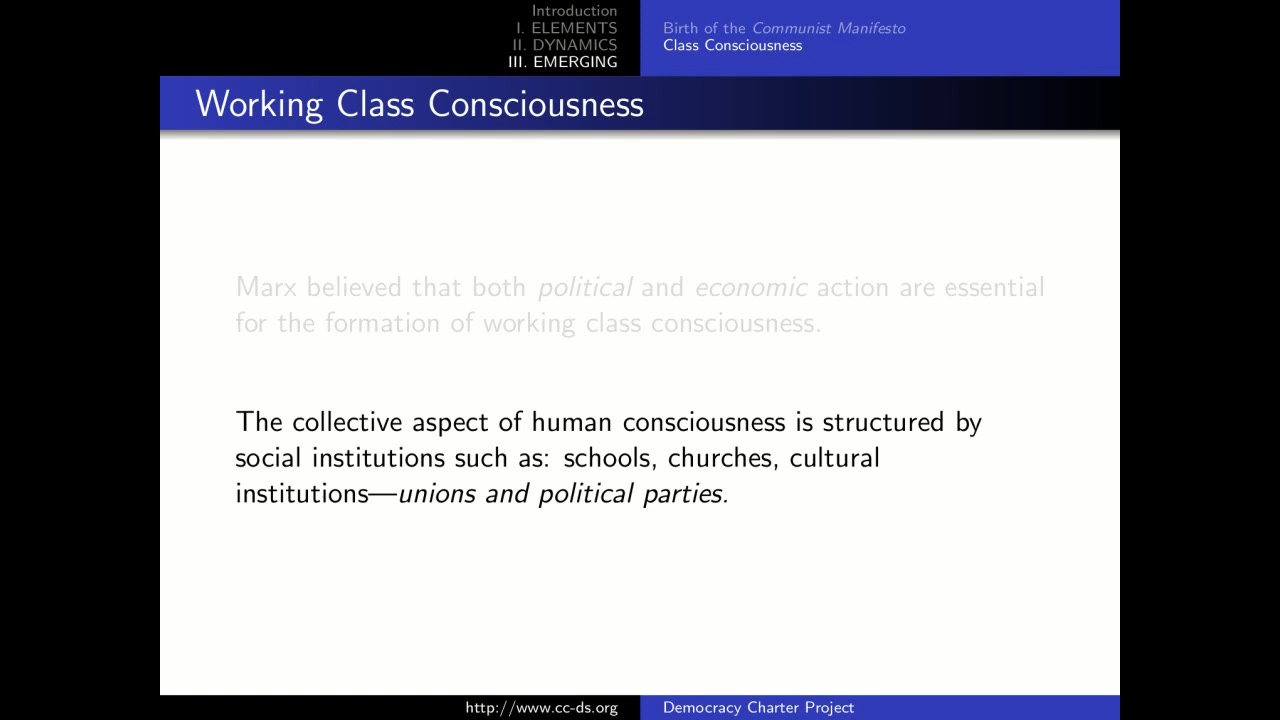 Introduction
I. ELEMENTS
II. DYNAMICS
III. EMERGING
Birth of the Communist Manifesto
Class Consciousness
Working Class Consciousness
Marx believed that both political and economic action are essential
for the formation of working class consciousness.
The collective aspect of human consciousness is structured by
social institutions such as: schools, churches, cultural
institutions—unions and political parties.
http://www.cc-ds.org
Democracy Charter Project